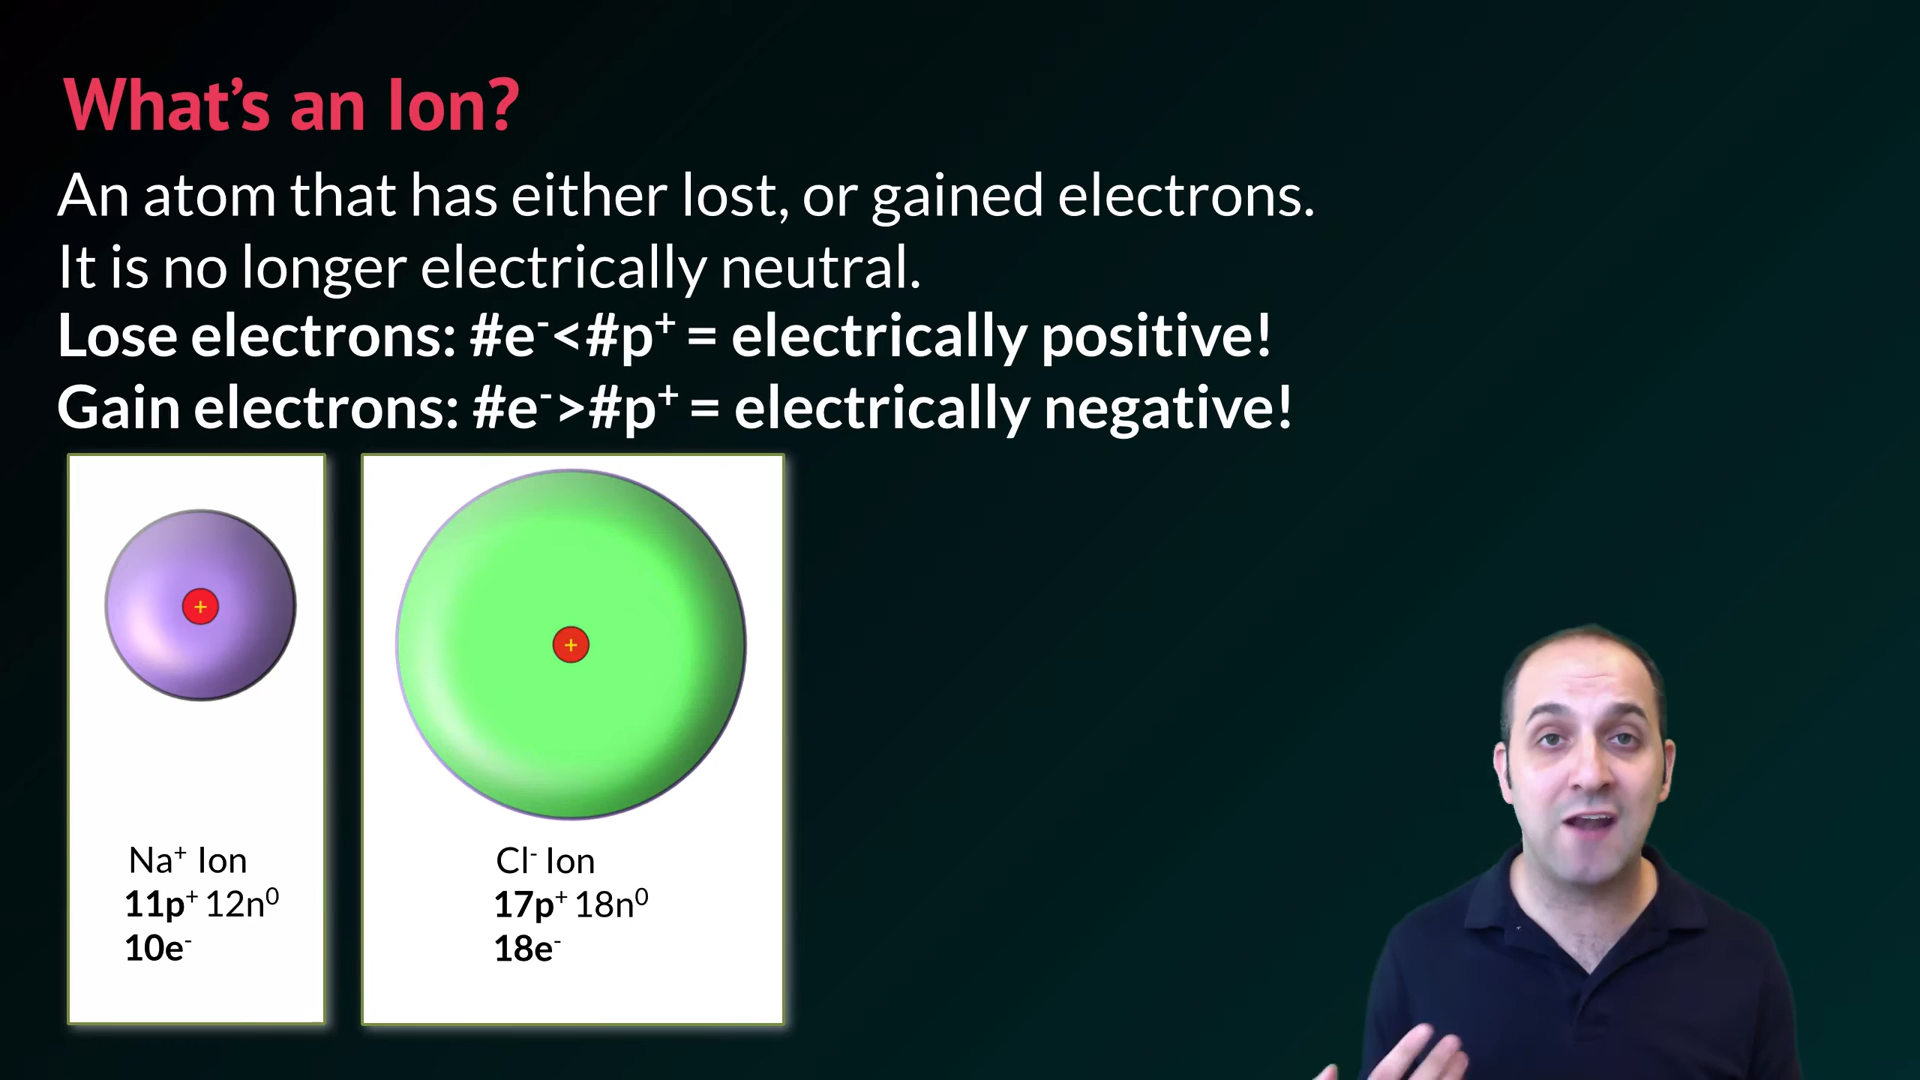 What’s an Ion?
An atom that has either lost, or gained electrons.
It is no longer electrically neutral.
Lose electrons: #e⁻<#p⁺ = electrically positive!
Gain electrons: #e⁻>#p⁺ = electrically negative!
+
+
Na⁺ Ion
11p⁺ 12n⁰
10e⁻
Cl⁻ Ion
17p⁺ 18n⁰
18e⁻